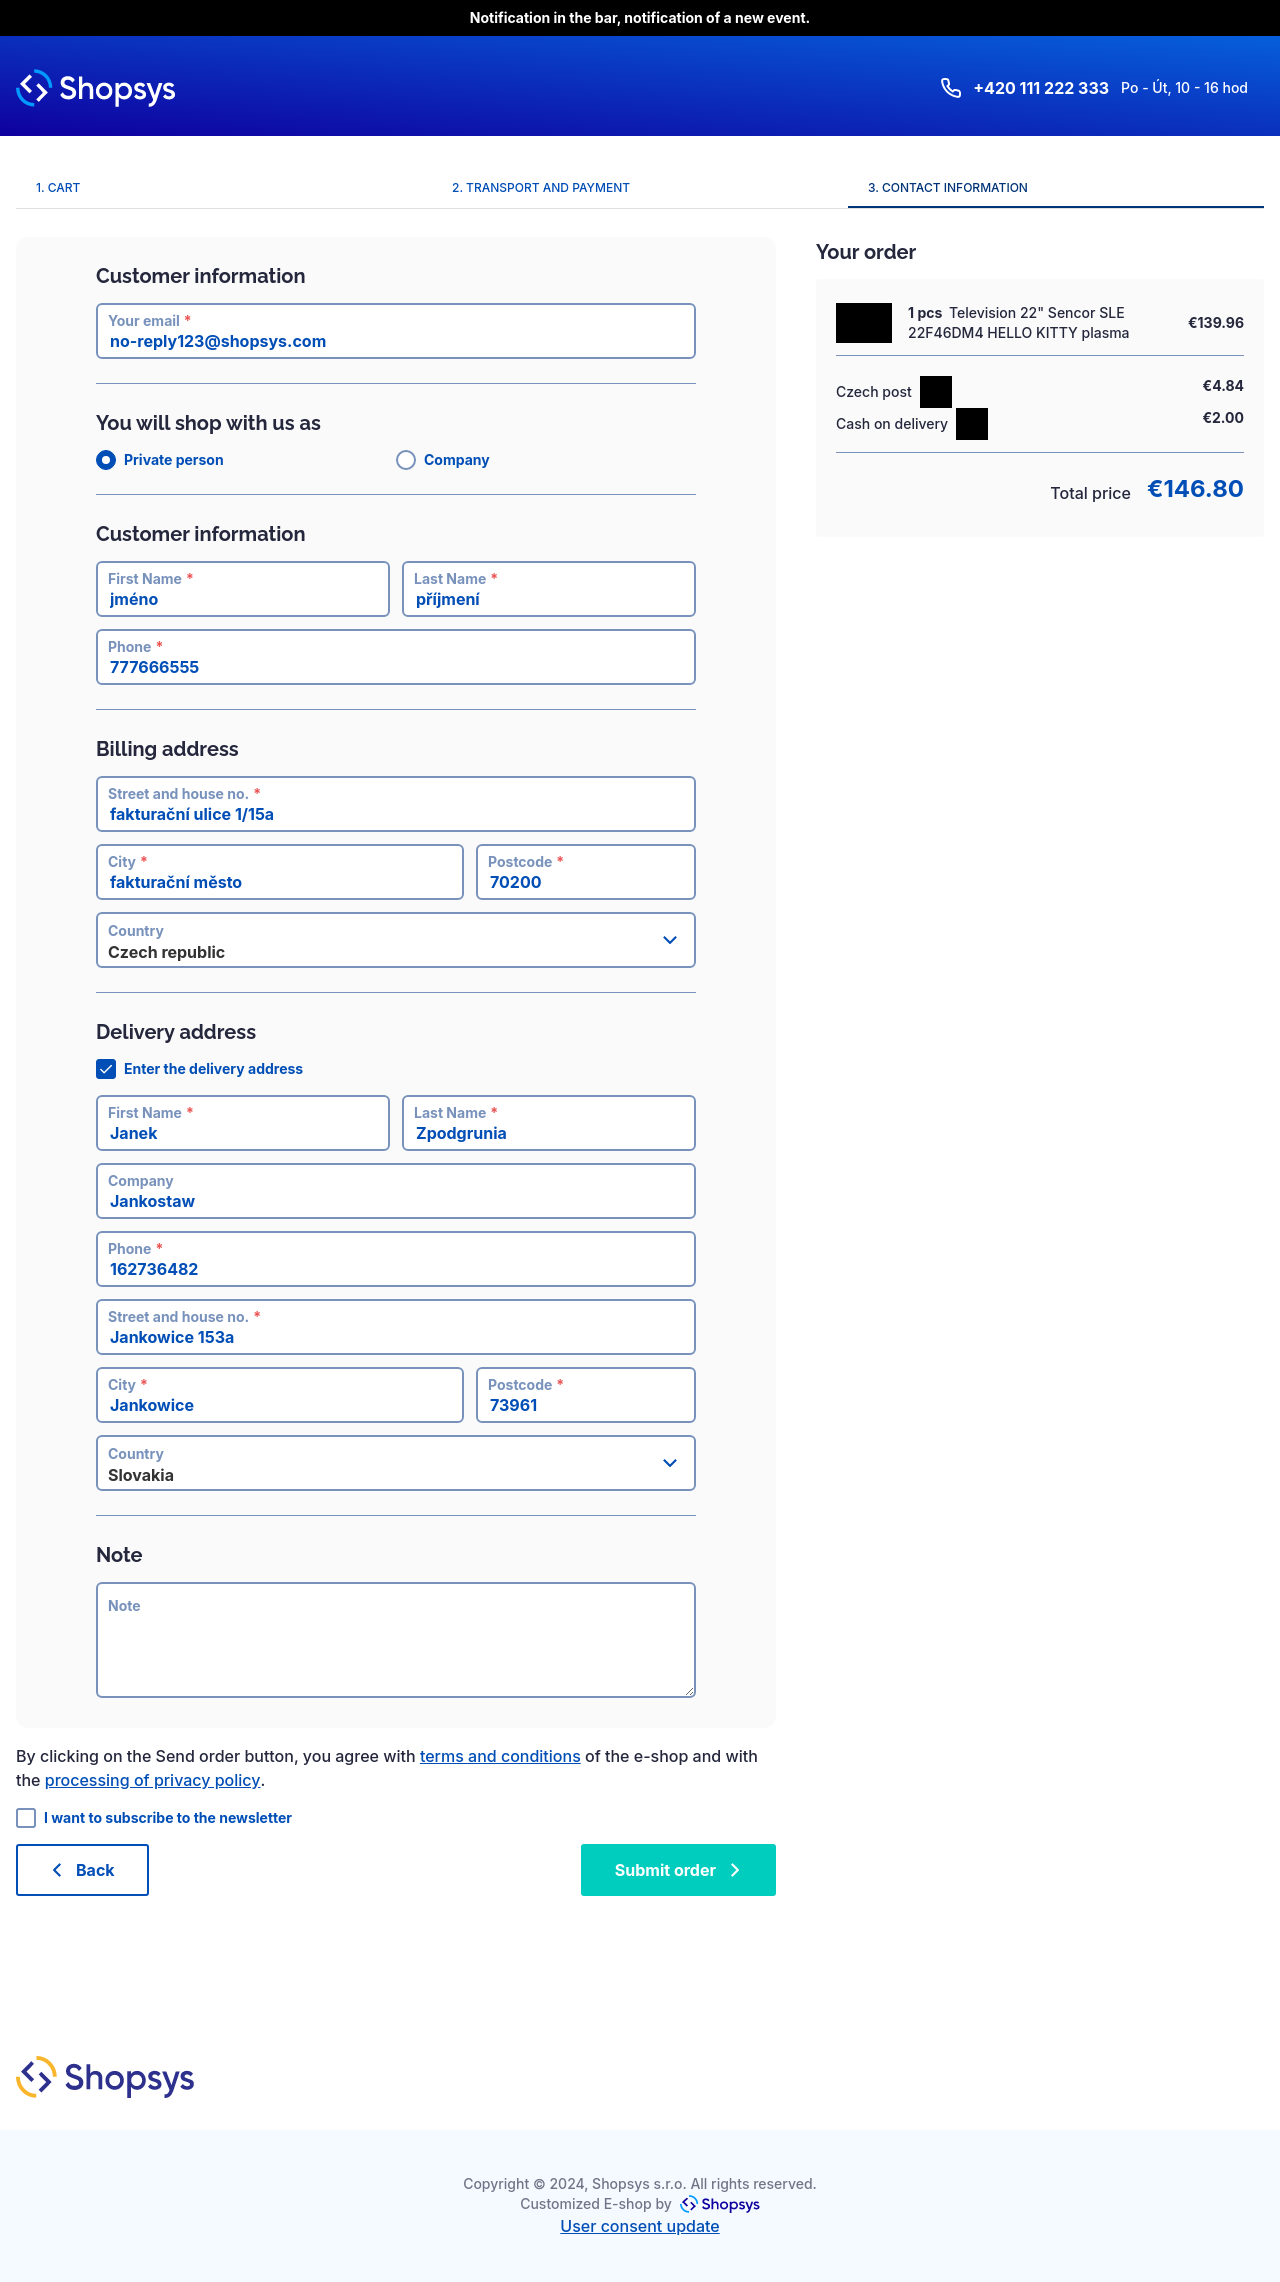 Notification in the bar, notification of a new event.
Shopsys
+420 111 222 333 Po - Út, 10 - 16 hod
1. CART
2. TRANSPORT AND PAYMENT
3. CONTACT INFORMATION
Customer information
Your email *
no-reply123@shopsys.com
You will shop with us as
Private person
Company
Customer information
First Name *
jméno
Last Name *
příjmení
Phone *
777666555
Billing address
Street and house no. *
fakturační ulice 1/15a
City *
fakturační město
Postcode *
70200
Country
Czech republic
Delivery address
Enter the delivery address
First Name *
Janek
Last Name *
Zpodgrunia
Company
Jankostaw
Phone *
162736482
Street and house no. *
Jankowice 153a
City *
Jankowice
Postcode *
73961
Country
Slovakia
Note
Note
By clicking on the Send order button, you agree with terms and conditions of the e-shop and with
the processing of privacy policy.
I want to subscribe to the newsletter
Back
Submit order
Your order
1 pcs Television 22" Sencor SLE
22F46DM4 HELLO KITTY plasma
€139.96
Czech post
€4.84
Cash on delivery
€2.00
Total price €146.80
Shopsys
Copyright © 2024, Shopsys s.r.o. All rights reserved.
Customized E-shop by Shopsys
User consent update